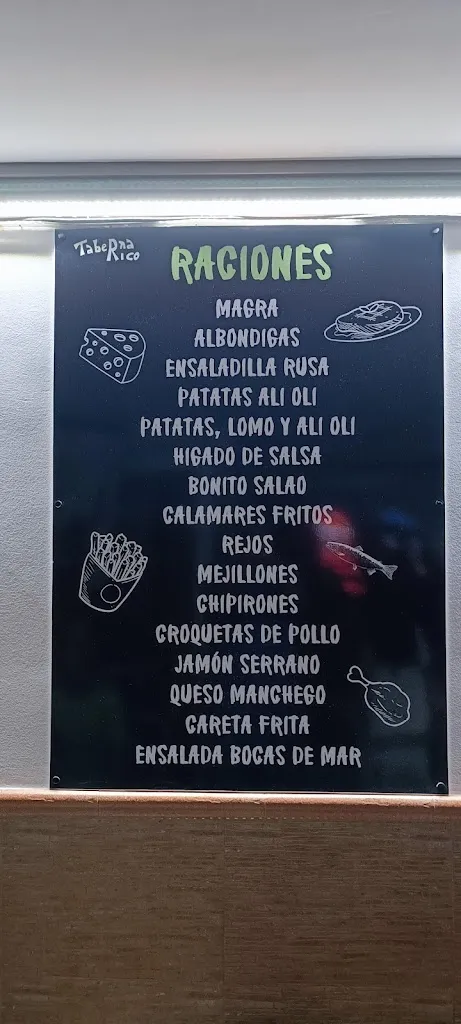 TabeRna
Rico
RACIONES
MAGRA
ALBONDIGAS
ENSALADILLA RUSA
PATATAS ALI OLI
PATATAS, LOMO Y ALI OLI
HIGADO DE SALSA
BONITO SALAO
CALAMARES FRITOS
REJOS
MEJILLONES
CHIPIRONES
CROQUETAS DE POLLO
JAMÓN SERRANO
QUESO MANCHEGO
CARETA FRITA
ENSALADA BOCAS DE MAR